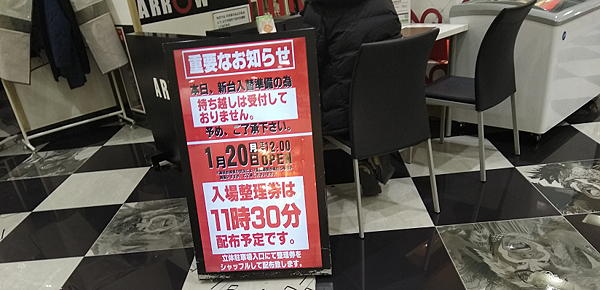 ARROW
AR
重要なお知らせ
本日、新台入替準備の為
持ち越しは受付して
おりません。
予め、ご了承下さい。
1月20日月12:00
OPEN
入場整理券は
11時30分
配布予定です。
立体駐車場入口にて整理券を
シャッフルして配布致します。